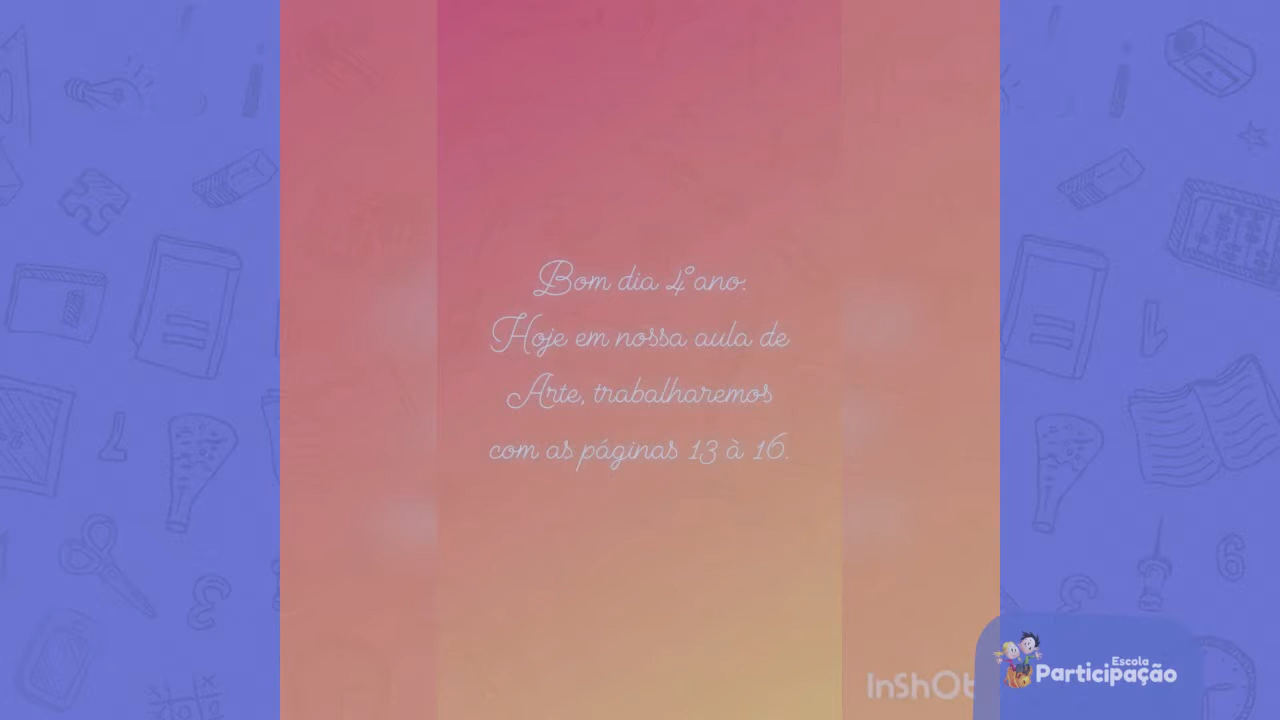 Bom dia 4°ano.
Hoje em nossa aula de
Arte, trabalharemos
com as páginas 13 à 16.
InShOt
Escola
Participação